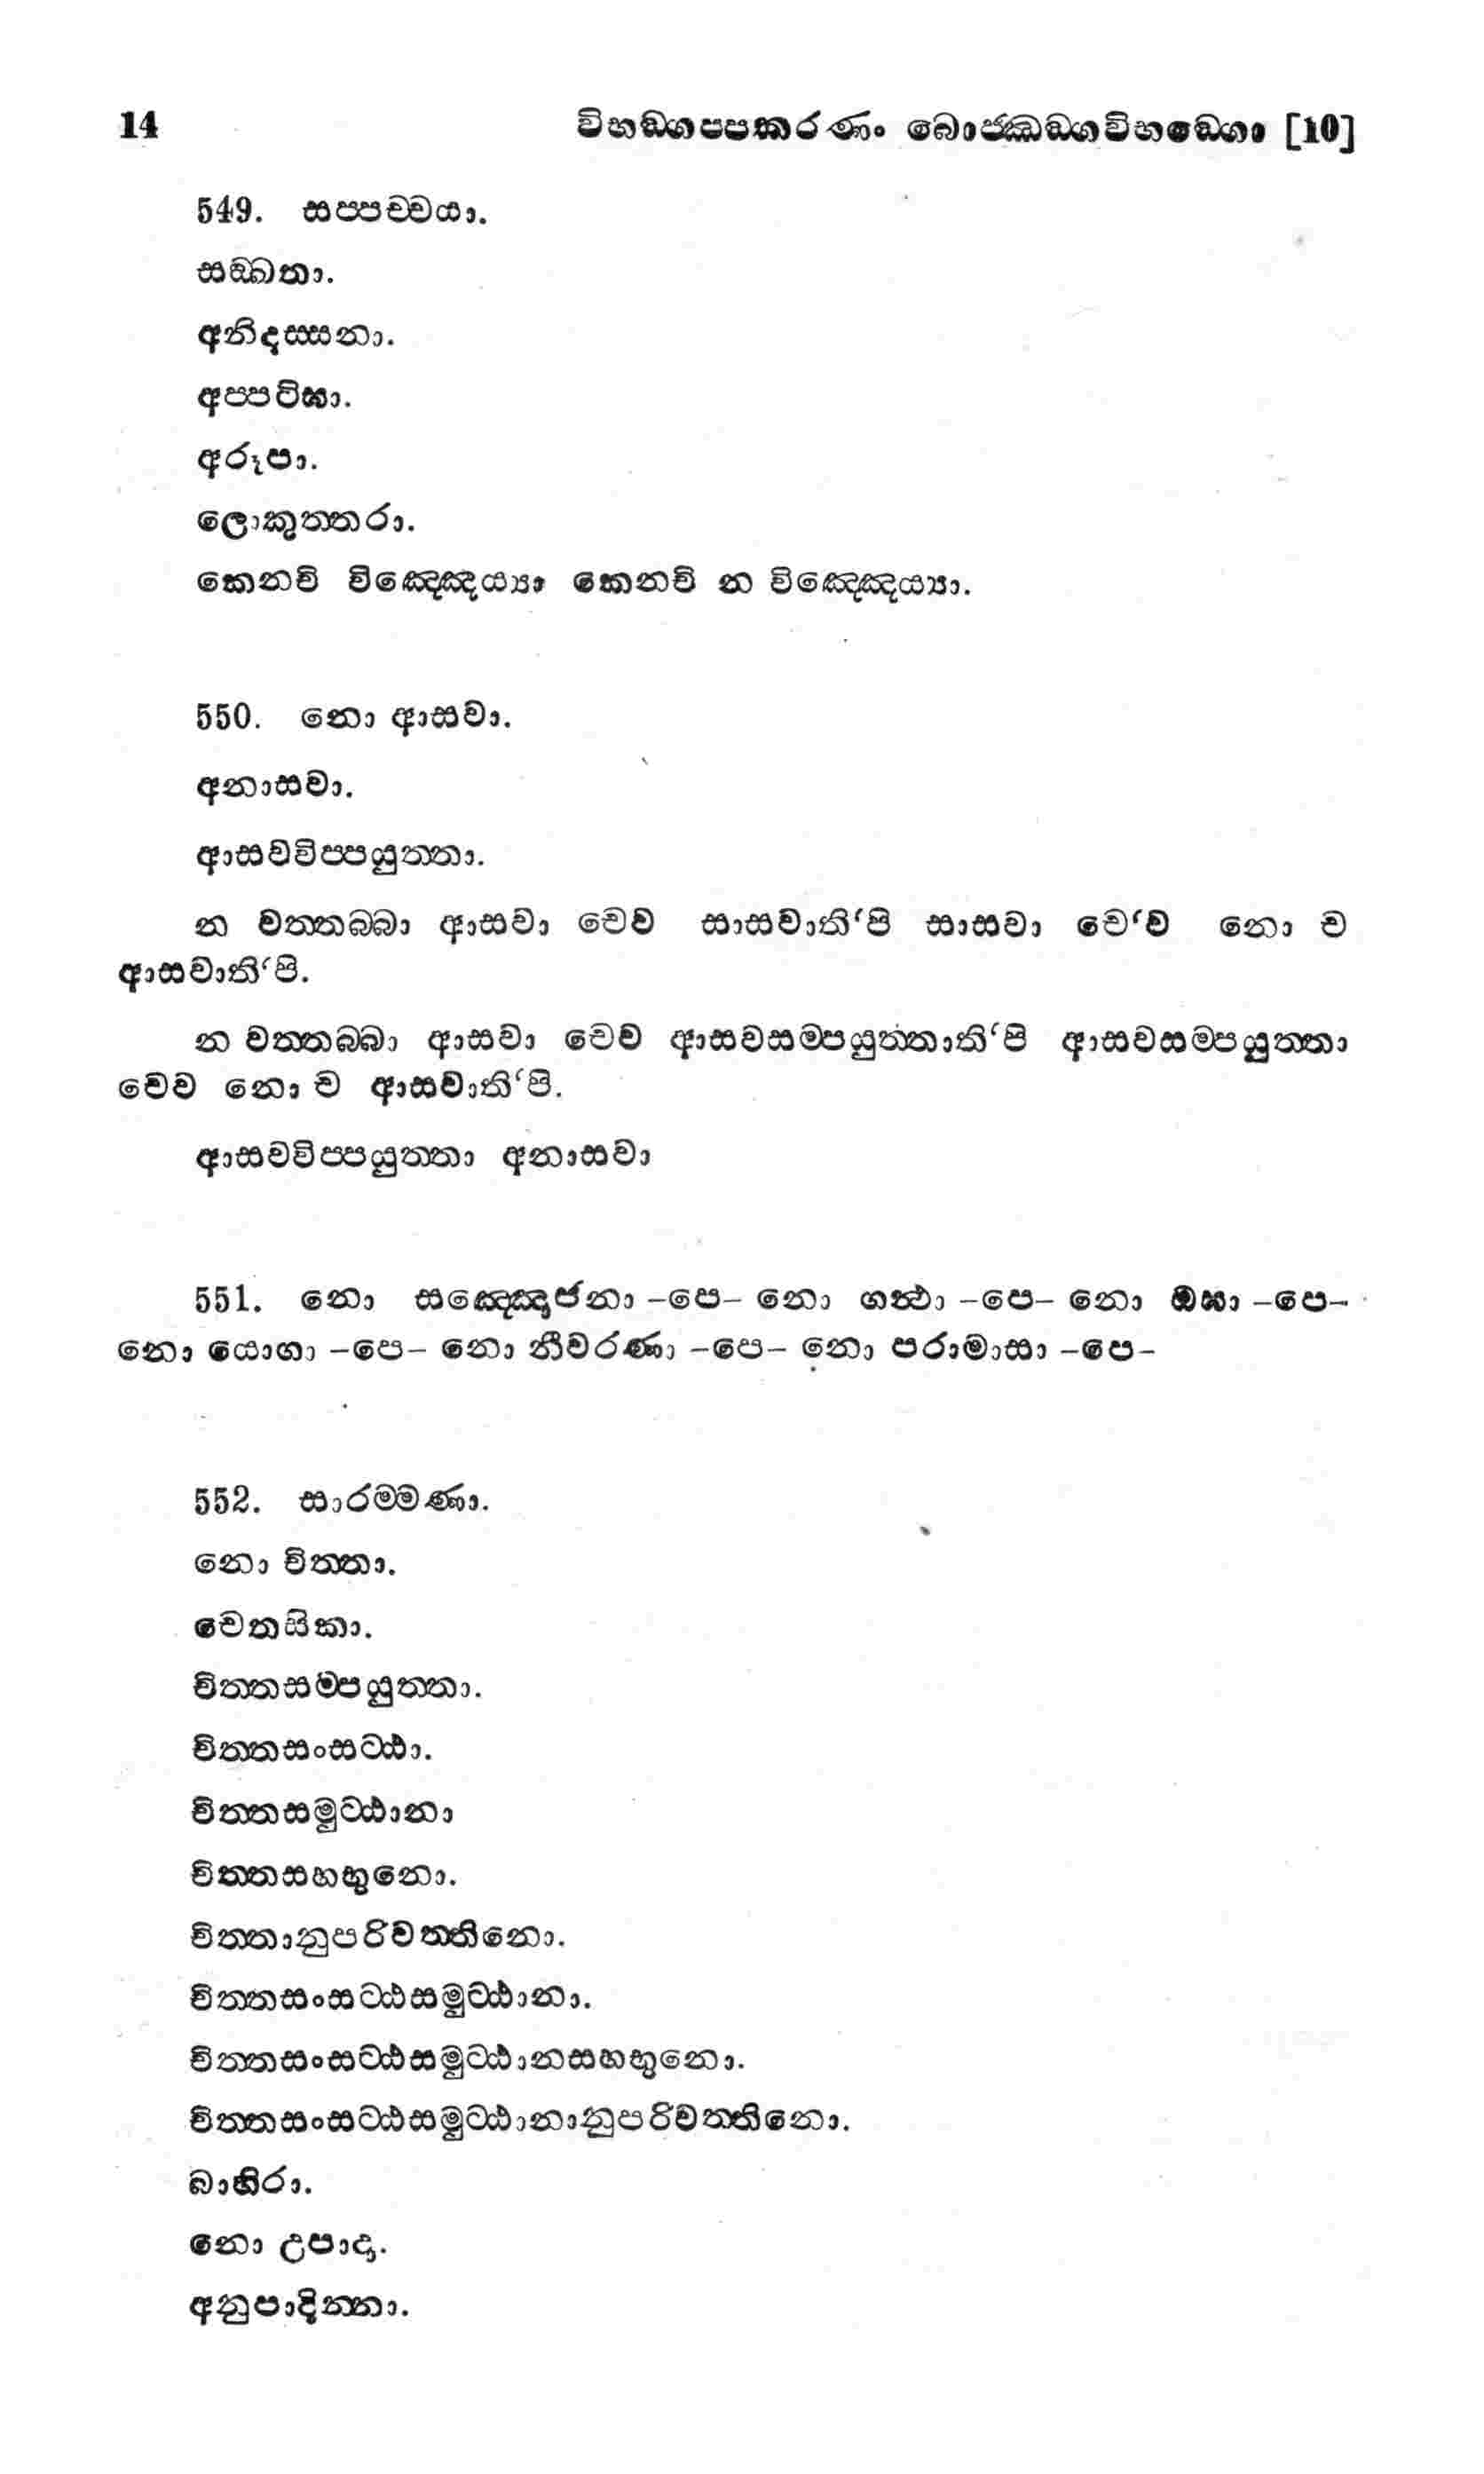 14 විභඞ්ගප්පකරණං බොජ්ඣඞ්ගවිභඞ්ගො [10]
549. සප්පච්චයා.
සඞ්ඛතා.
අනිදස්සනා.
අප්පටිඝා.
අරූපා.
ලොකුත්තරා.
කෙනචි විඤ්ඤෙය්‍යා කෙනචි න විඤ්ඤෙය්‍යා.
550. නො ආසවා.
අනාසවා.
ආසවවිප්පයුත්තා.
න වත්තබ්බා ආසවා චෙව සාසවාති‘පි සාසවා චෙ‘ව නො ච
ආසවාති‘පි.
න වත්තබ්බා ආසවා චෙව ආසවසම්පයුත්තාති‘පි ආසවසම්පයුත්තා
චෙව නො ච ආසවාති‘පි.
ආසවවිප්පයුත්තා අනාසවා
551. නො සඤ්ඤොජනා –පෙ– නො ගන්ථා –පෙ– නො ඔඝා –පෙ–
නො යොගා –පෙ– නො නීවරණා –පෙ– නො පරාමාසා –පෙ–
552. සාරම්මණා.
නො චිත්තා.
චෙතසිකා.
චිත්තසම්පයුත්තා.
චිත්තසංසට්ඨා.
චිත්තසමුට්ඨානා
චිත්තසහභුනො.
චිත්තානුපරිවත්තිනො.
චිත්තසංසට්ඨසමුට්ඨානා.
චිත්තසංසට්ඨසමුට්ඨානසහභුනො.
චිත්තසංසට්ඨසමුට්ඨානානුපරිවත්තිනො.
බාහිරා.
නො උපාදා.
අනුපාදින්නා.